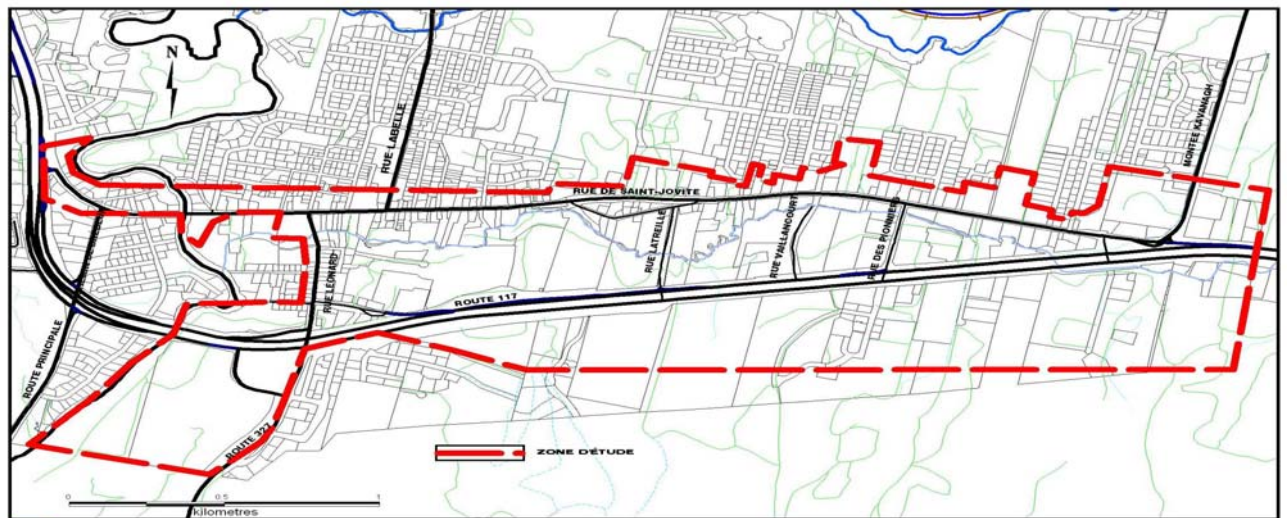 N
RUE LABELLE
MONTEE KAVANAGH
RUE DE SAINT-JOVITE
RUE LATREILLE
RUE VAILLANCOURT
RUE DES PIONNIERS
RUE LEONARD
ROUTE 117
ROUTE PRINCIPALE
ROUTE 327
ZONE D'ÉTUDE
0 0.5 1
kilometres